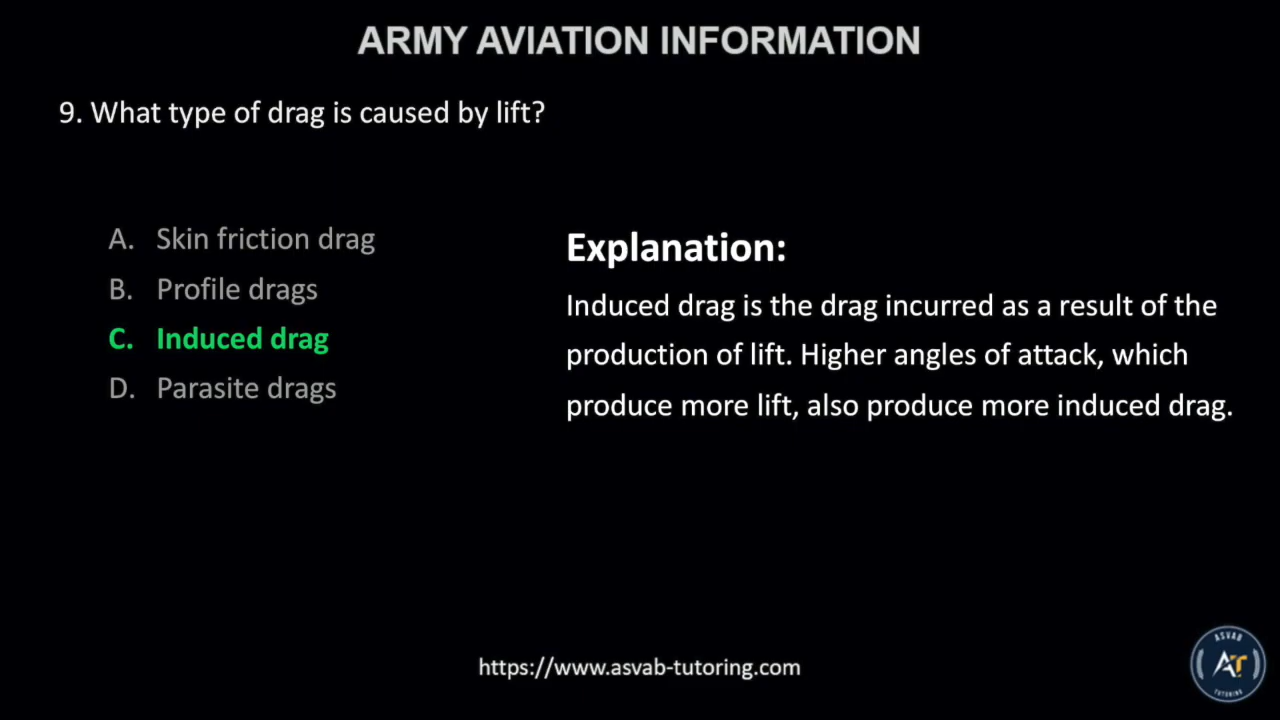 ARMY AVIATION INFORMATION
9. What type of drag is caused by lift?
A. Skin friction drag
B. Profile drags
C. Induced drag
D. Parasite drags
Explanation:
Induced drag is the drag incurred as a result of the
production of lift. Higher angles of attack, which
produce more lift, also produce more induced drag.
https://www.asvab-tutoring.com
ASVAB
AT
TUTORING